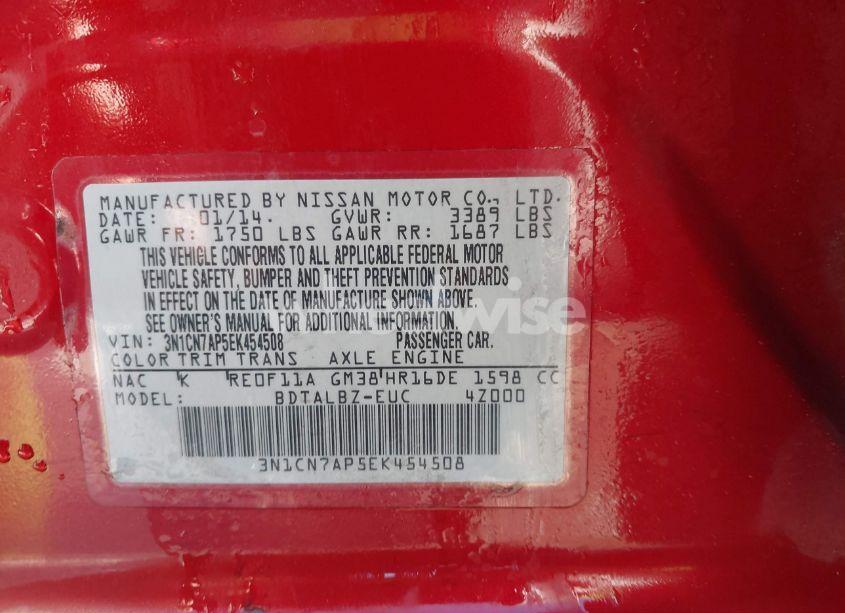 MANUFACTURED BY NISSAN MOTOR CO., LTD.
DATE: 01/14. GVWR: 3389 LBS
GAWR FR: 1750 LBS GAWR RR: 1687 LBS
THIS VEHICLE CONFORMS TO ALL APPLICABLE FEDERAL MOTOR
VEHICLE SAFETY, BUMPER AND THEFT PREVENTION STANDARDS
IN EFFECT ON THE DATE OF MANUFACTURE SHOWN ABOVE.
SEE OWNER'S MANUAL FOR ADDITIONAL INFORMATION.
VIN: 3N1CN7AP5EK454508 PASSENGER CAR.
COLOR TRIM TRANS AXLE ENGINE
NAC K RE0F11A GM38 HR16DE 1598 CC
MODEL: BDTALBZ-EUC 4Z000
3N1CN7AP5EK454508